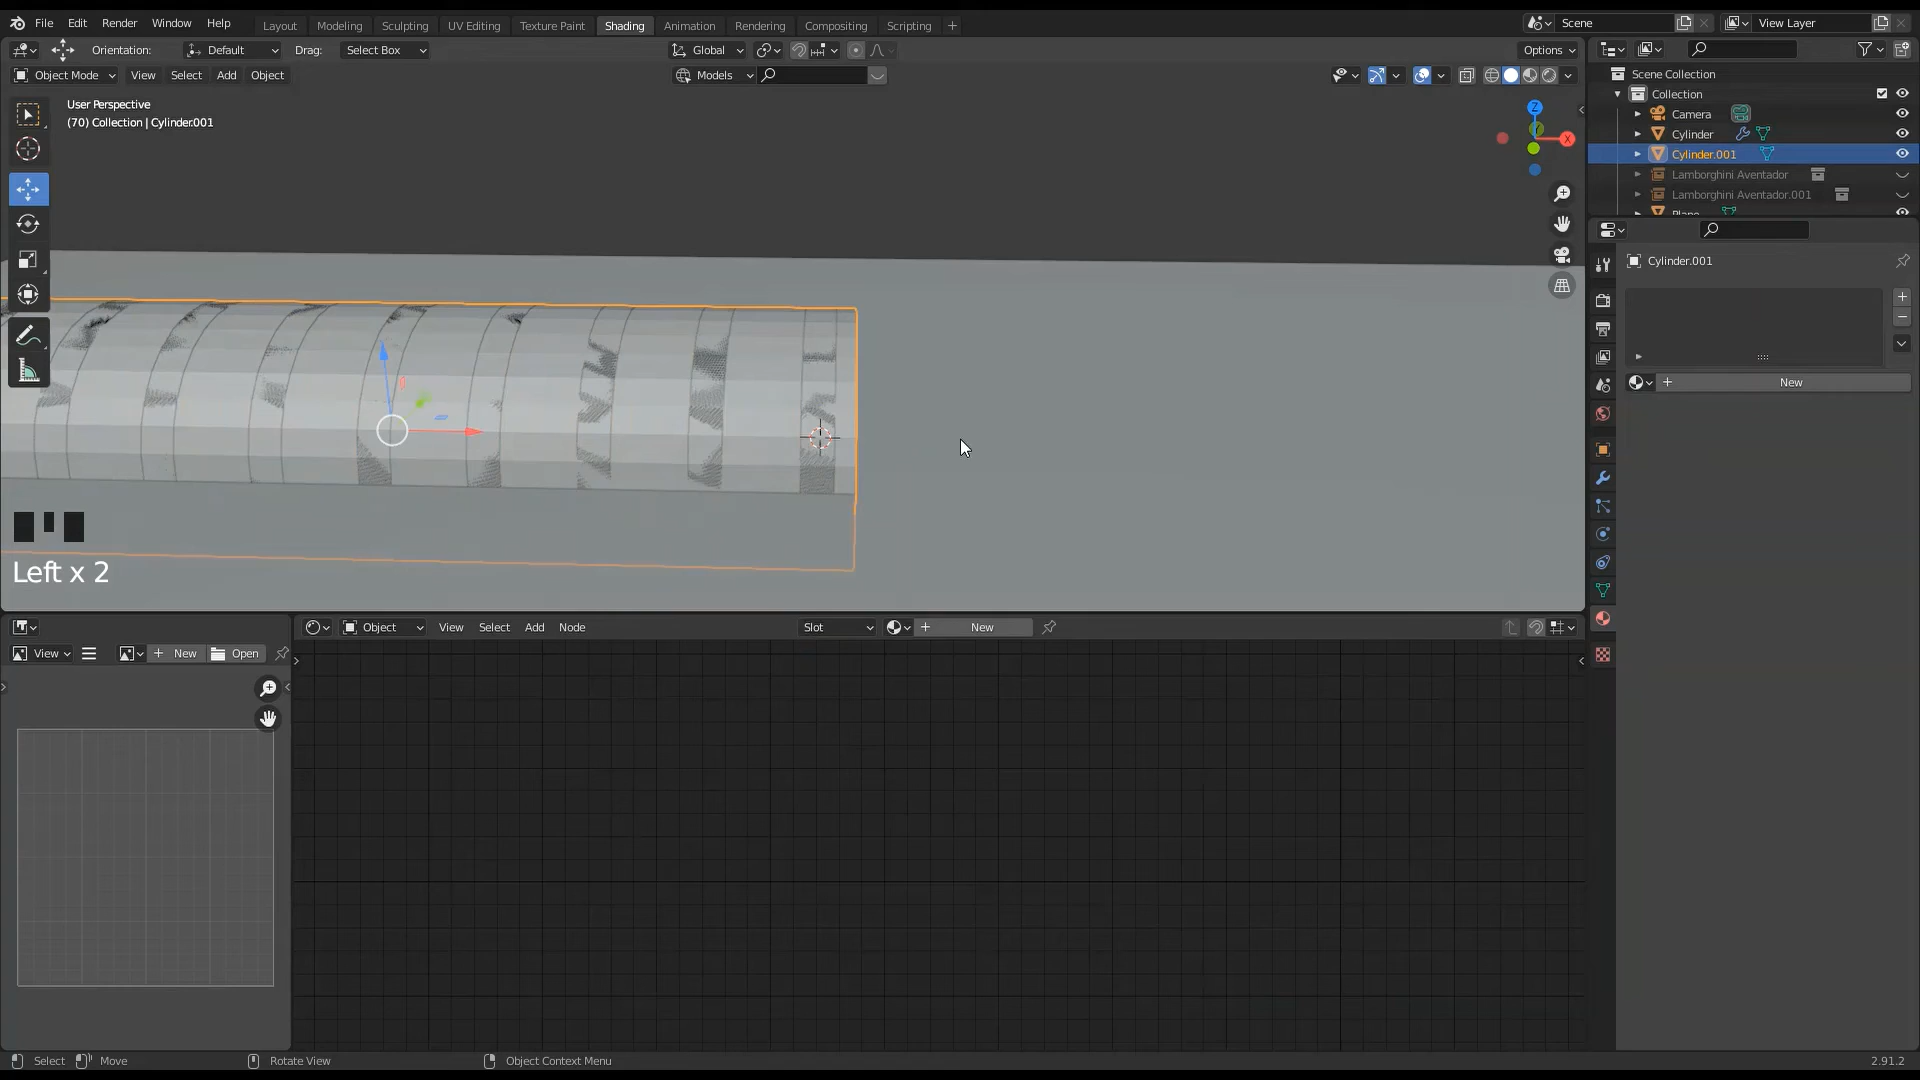 File Edit Render Window Help Layout Modeling Sculpting UV Editing Texture Paint Shading Animation Rendering Compositing Scripting + Scene View Layer
Orientation: Default Drag: Select Box Global Options
Object Mode View Select Add Object Models
Scene Collection
User Perspective
(70) Collection | Cylinder.001
Z
X
Collection
Camera
Cylinder
Cylinder.001
Lamborghini Aventador
Lamborghini Aventador.001
Plane
Cylinder.001
New
Left x 2
Object View Select Add Node Slot New
View New Open
Select Move Rotate View Object Context Menu 2.91.2